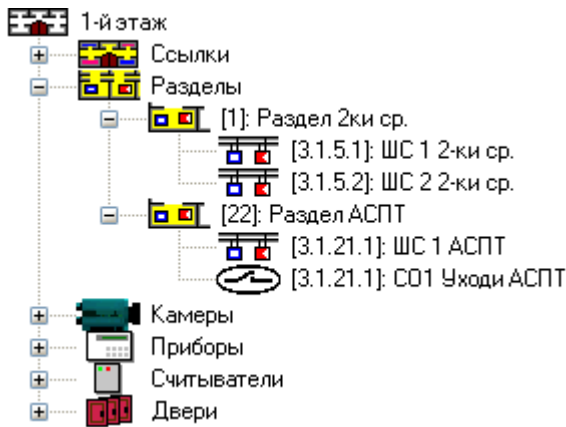 1-й этаж
Ссылки
Разделы
[1]: Раздел 2ки ср.
[3.1.5.1]: ШС 1 2-ки ср.
[3.1.5.2]: ШС 2 2-ки ср.
[22]: Раздел АСПТ
[3.1.21.1]: ШС 1 АСПТ
[3.1.21.1]: СО1 Уходи АСПТ
Камеры
Приборы
Считыватели
Двери